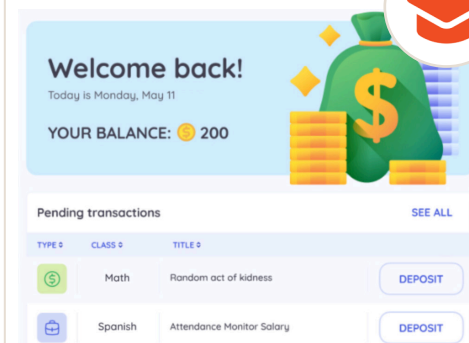 Welcome back!
Today is Monday, May 11
YOUR BALANCE: $ 200
$
Pending transactions SEE ALL
TYPE CLASS TITLE
$ Math Random act of kidness DEPOSIT
Spanish Attendance Monitor Salary DEPOSIT